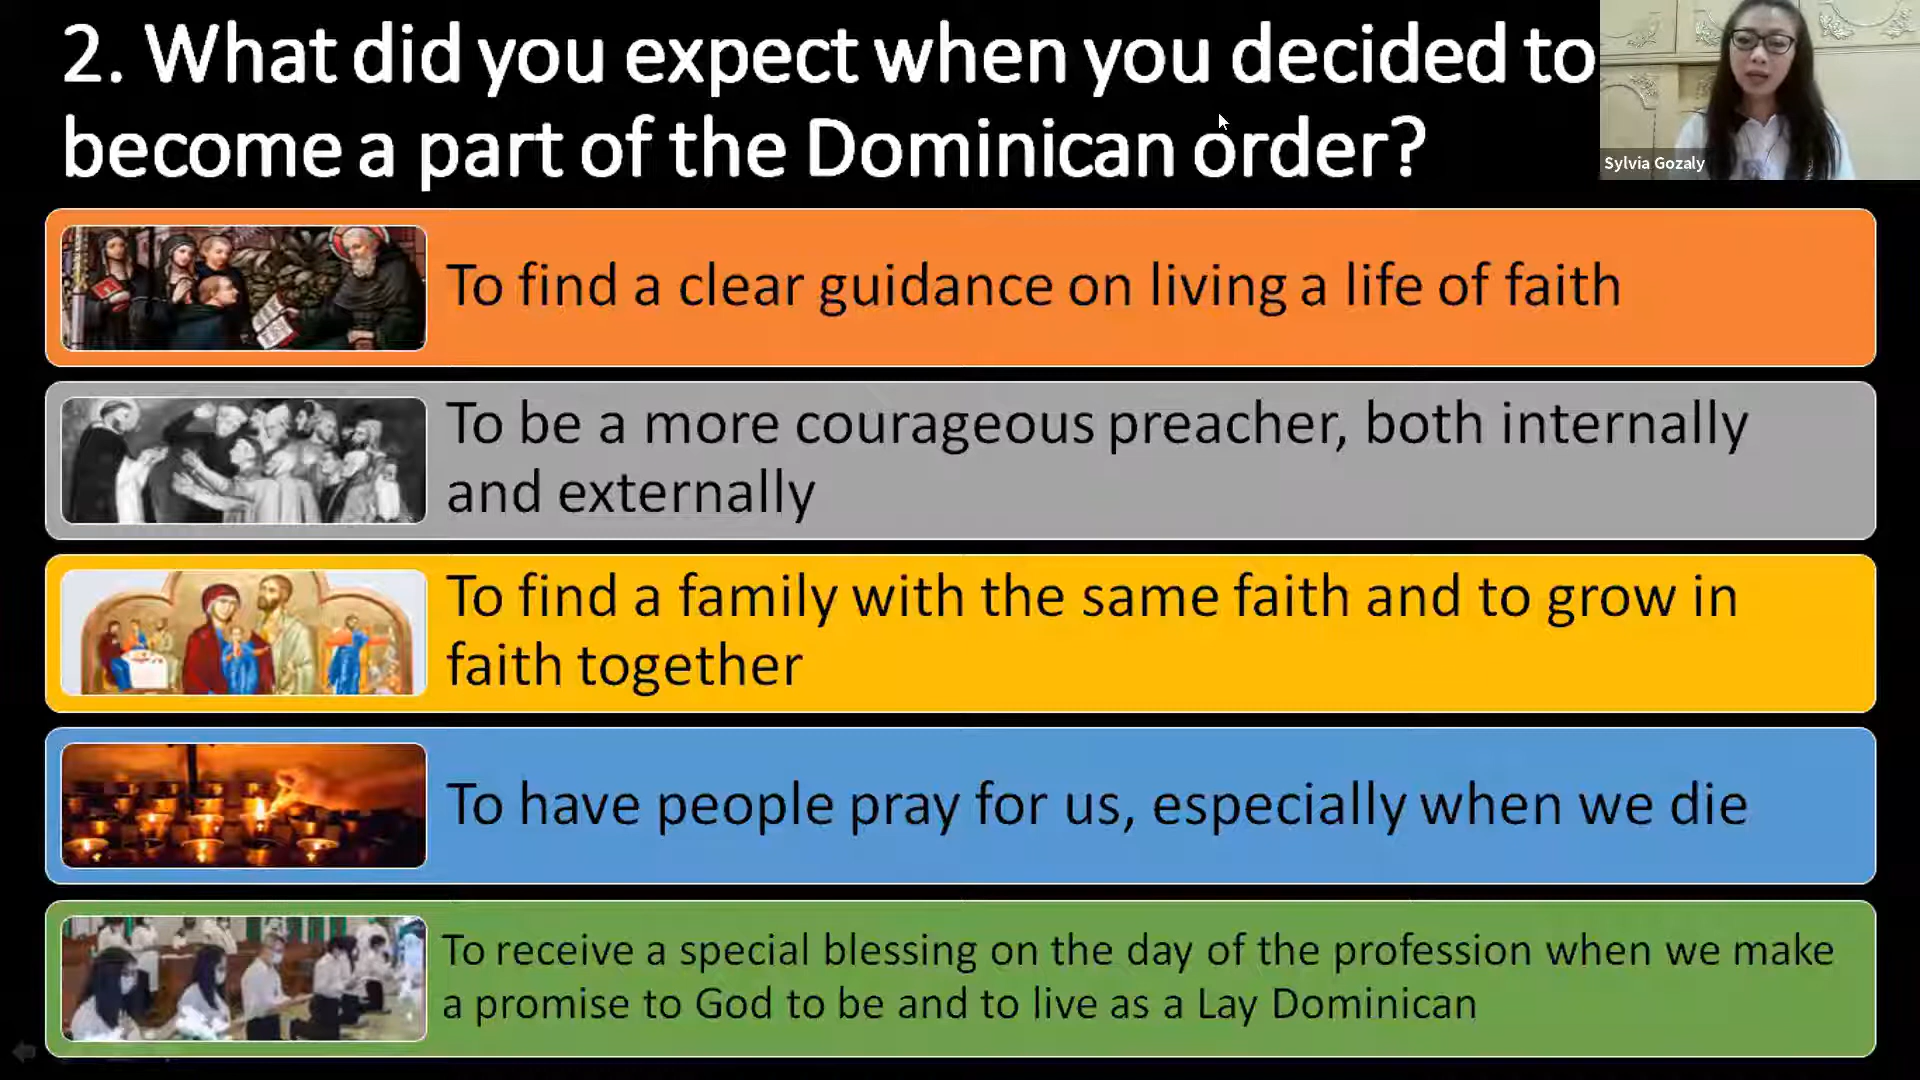 2. What did you expect when you decided to
become a part of the Dominican order?
Sylvia Gozaly
To find a clear guidance on living a life of faith
To be a more courageous preacher, both internally
and externally
To find a family with the same faith and to grow in
faith together
To have people pray for us, especially when we die
To receive a special blessing on the day of the profession when we make
a promise to God to be and to live as a Lay Dominican